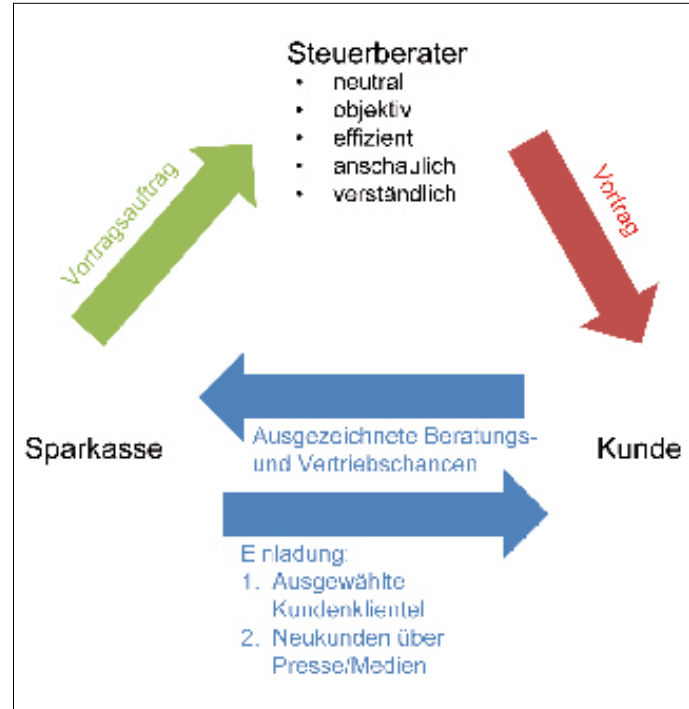 Steuerberater
• neutral
• objektiv
• effizient
• anschaulich
• verständlich
Vortragsauftrag
Vortrag
Sparkasse
Ausgezeichnete Beratungs-
und Vertriebschancen
Kunde
Einladung:
1. Ausgewählte
Kundenklientel
2. Neukunden über
Presse/Medien